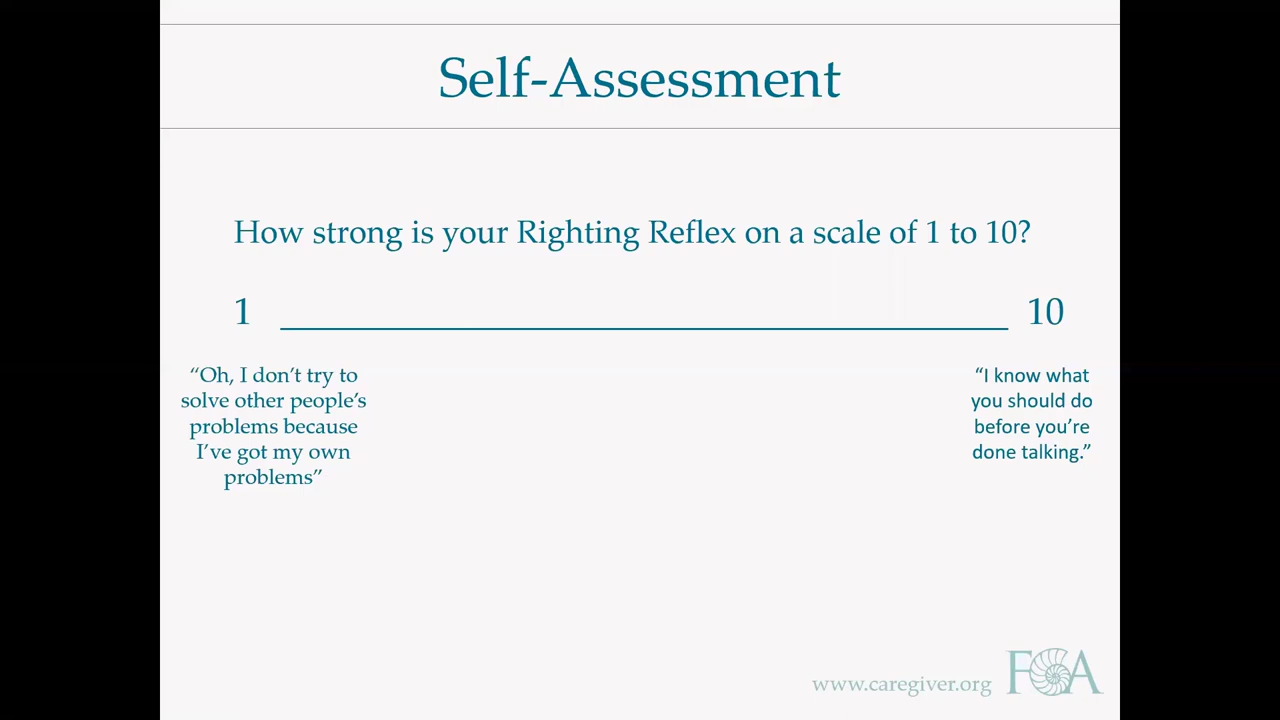 Self-Assessment
How strong is your Righting Reflex on a scale of 1 to 10?
1 10
“Oh, I don’t try to
solve other people’s
problems because
I’ve got my own
problems”
“I know what
you should do
before you’re
done talking.”
www.caregiver.org FCA